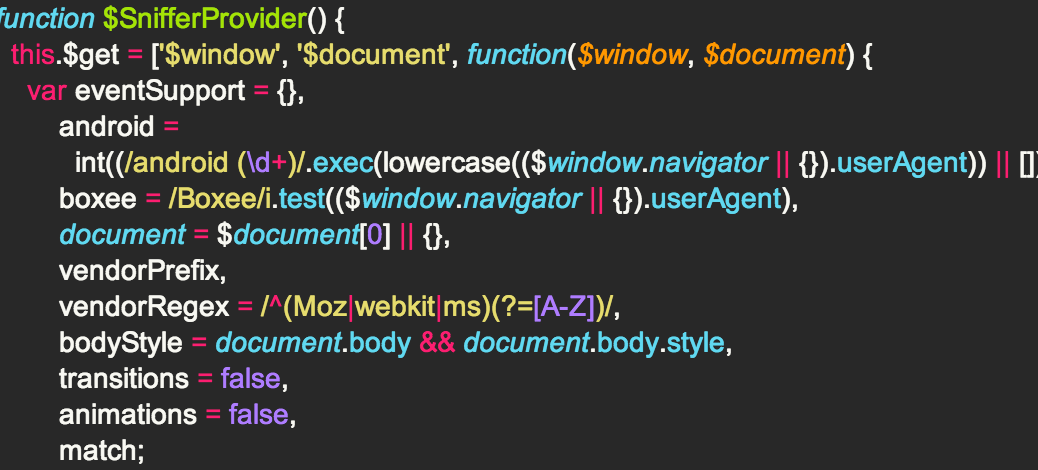 function $SnifferProvider() {
this.$get = ['$window', '$document', function($window, $document) {
var eventSupport = {},
android =
int((/android (\d+)/.exec(lowercase(($window.navigator || {}).userAgent)) || [])
boxee = /Boxee/i.test(($window.navigator || {}).userAgent),
document = $document[0] || {},
vendorPrefix,
vendorRegex = /^(Moz|webkit|ms)(?=[A-Z])/,
bodyStyle = document.body && document.body.style,
transitions = false,
animations = false,
match;